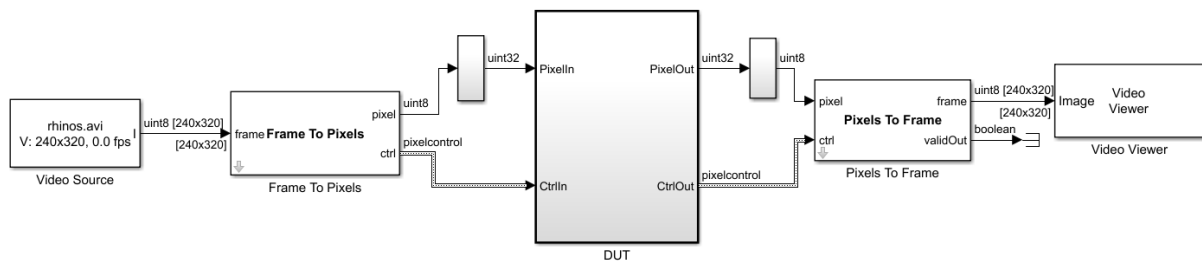 rhinos.avi
V: 240x320, 0.0 fps
I
Video Source
uint8 [240x320]
[240x320]
frame
Frame To Pixels
pixel
ctrl
Frame To Pixels
uint8
pixelcontrol
uint32
PixelIn
CtrlIn
PixelOut
CtrlOut
DUT
uint32
pixelcontrol
uint8
pixel
ctrl
Pixels To Frame
frame
validOut
Pixels To Frame
uint8 [240x320]
[240x320]
boolean
Image
Video
Viewer
Video Viewer